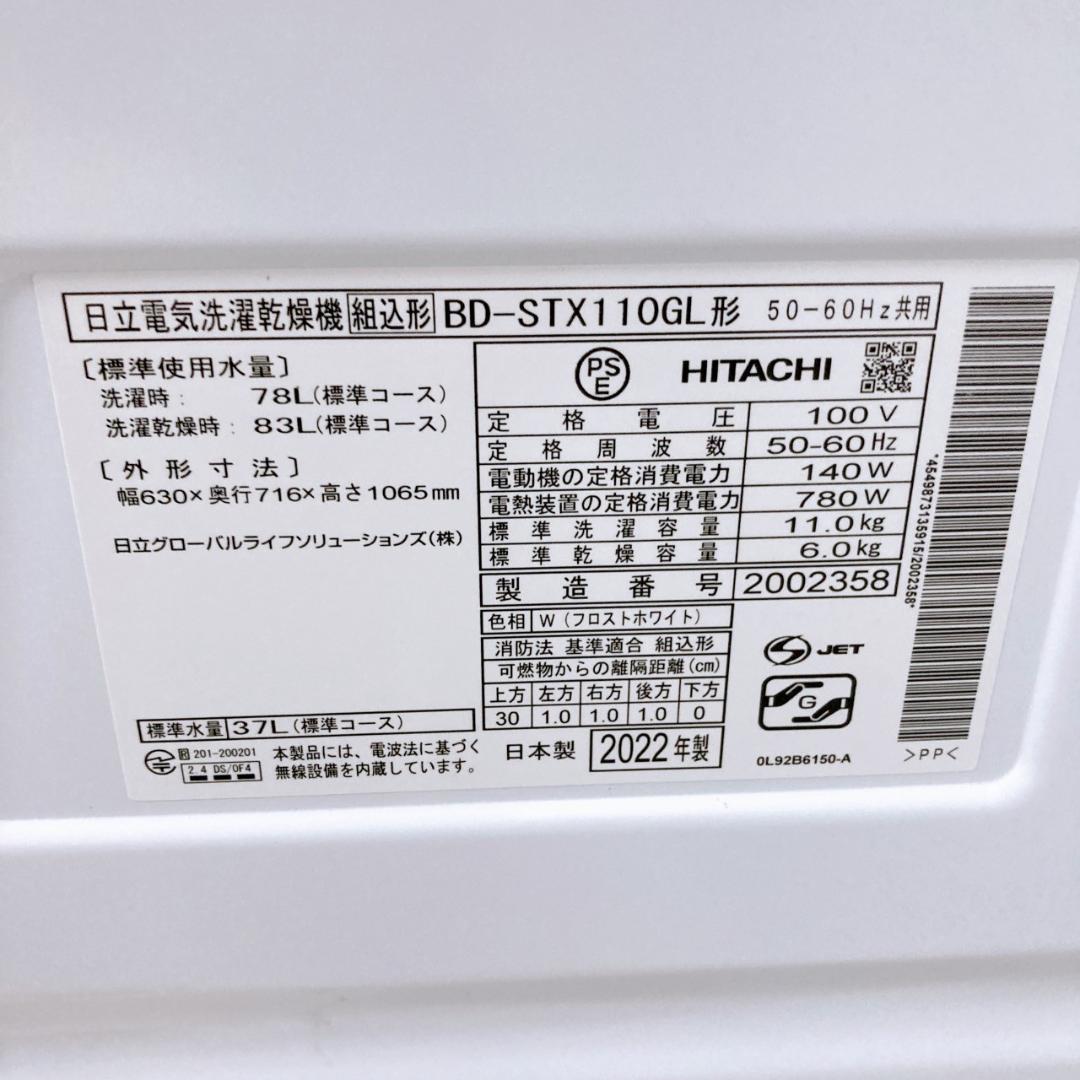 日立電気洗濯乾燥機 組込形 BD-STX110GL形 50-60Hz共用
[標準使用水量]
洗濯時: 78L(標準コース)
洗濯乾燥時: 83L(標準コース)
[外形寸法]
幅630×奥行716×高さ1065mm
日立グローバルライフソリューションズ(株)
標準水量 37L(標準コース)
R 201-200201
2.4 DS/OF4
本製品には、電波法に基づく
無線設備を内蔵しています。
PSE HITACHI
定格電圧 100V
定格周波数 50-60Hz
電動機の定格消費電力 140W
電熱装置の定格消費電力 780W
標準洗濯容量 11.0kg
標準乾燥容量 6.0kg
製造番号 2002358
色相 W(フロストホワイト)
消防法 基準適合 組込形
可燃物からの離隔距離(cm)
上方 左方 右方 後方 下方
30 1.0 1.0 1.0 0
日本製 2022年製
S JET
G
0L92B6150-A
*4549873135915/2002358*
>PP<